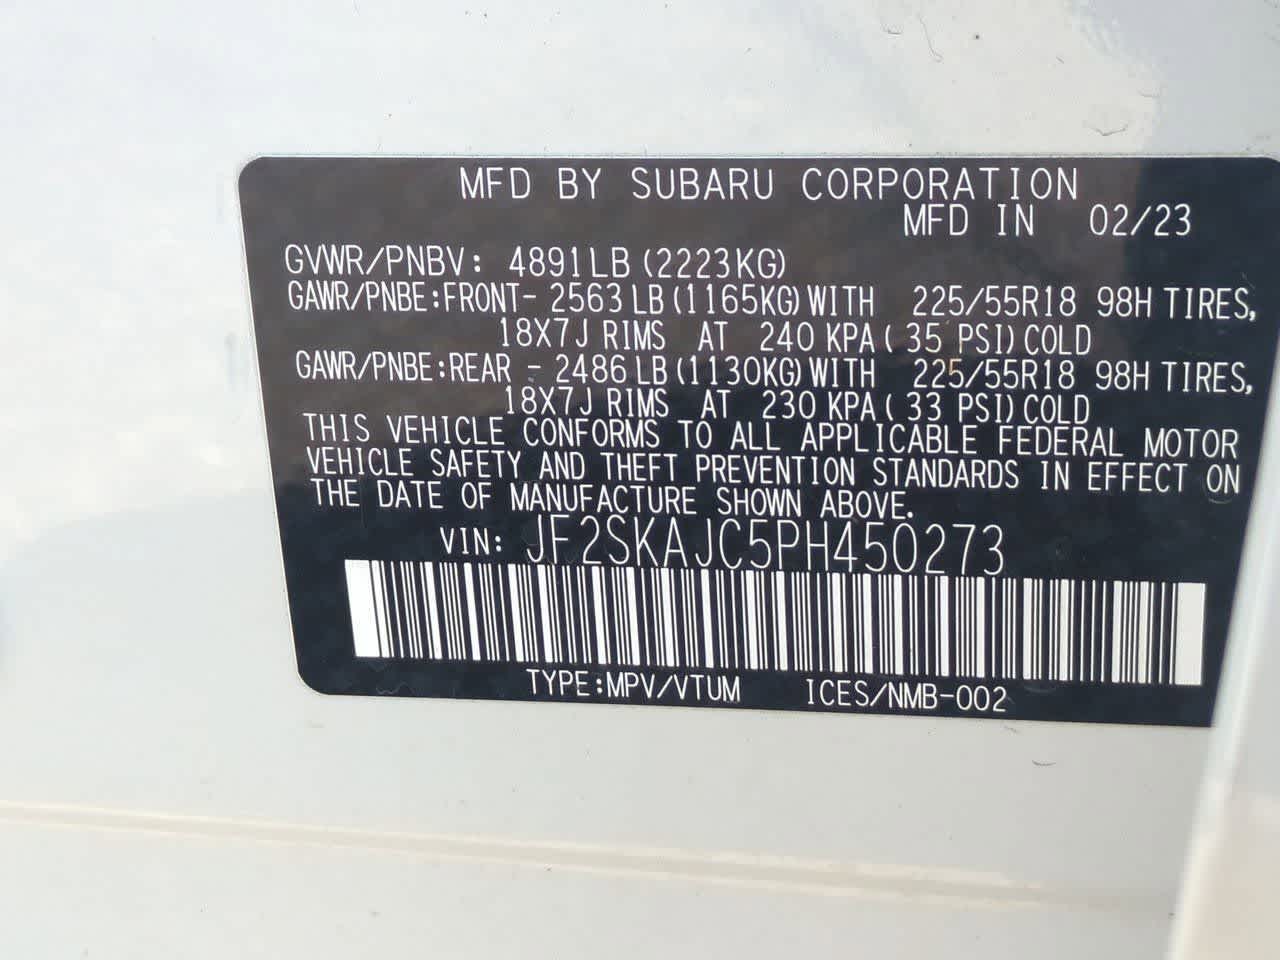 MFD BY SUBARU CORPORATION
MFD IN 02/23
GVWR/PNBV: 4891LB (2223KG)
GAWR/PNBE:FRONT- 2563LB (1165KG) WITH 225/55R18 98H TIRES,
18X7J RIMS AT 240 KPA ( 35 PSI) COLD
GAWR/PNBE:REAR - 2486LB (1130KG) WITH 225/55R18 98H TIRES,
18X7J RIMS AT 230 KPA ( 33 PSI) COLD
THIS VEHICLE CONFORMS TO ALL APPLICABLE FEDERAL MOTOR
VEHICLE SAFETY AND THEFT PREVENTION STANDARDS IN EFFECT ON
THE DATE OF MANUFACTURE SHOWN ABOVE.
VIN: JF2SKAJC5PH450273
TYPE:MPV/VTUM ICES/NMB-002